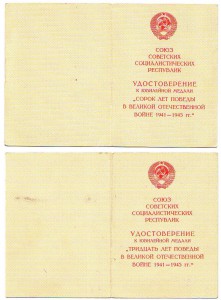 СОЮЗ
СОВЕТСКИХ
СОЦИАЛИСТИЧЕСКИХ
РЕСПУБЛИК
УДОСТОВЕРЕНИЕ
К ЮБИЛЕЙНОЙ МЕДАЛИ
„СОРОК ЛЕТ ПОБЕДЫ
В ВЕЛИКОЙ ОТЕЧЕСТВЕННОЙ
ВОЙНЕ 1941—1945 гг."
СОЮЗ
СОВЕТСКИХ
СОЦИАЛИСТИЧЕСКИХ
РЕСПУБЛИК
УДОСТОВЕРЕНИЕ
К ЮБИЛЕЙНОЙ МЕДАЛИ
„ТРИДЦАТЬ ЛЕТ ПОБЕДЫ
В ВЕЛИКОЙ ОТЕЧЕСТВЕННОЙ
ВОЙНЕ 1941—1945 гг."